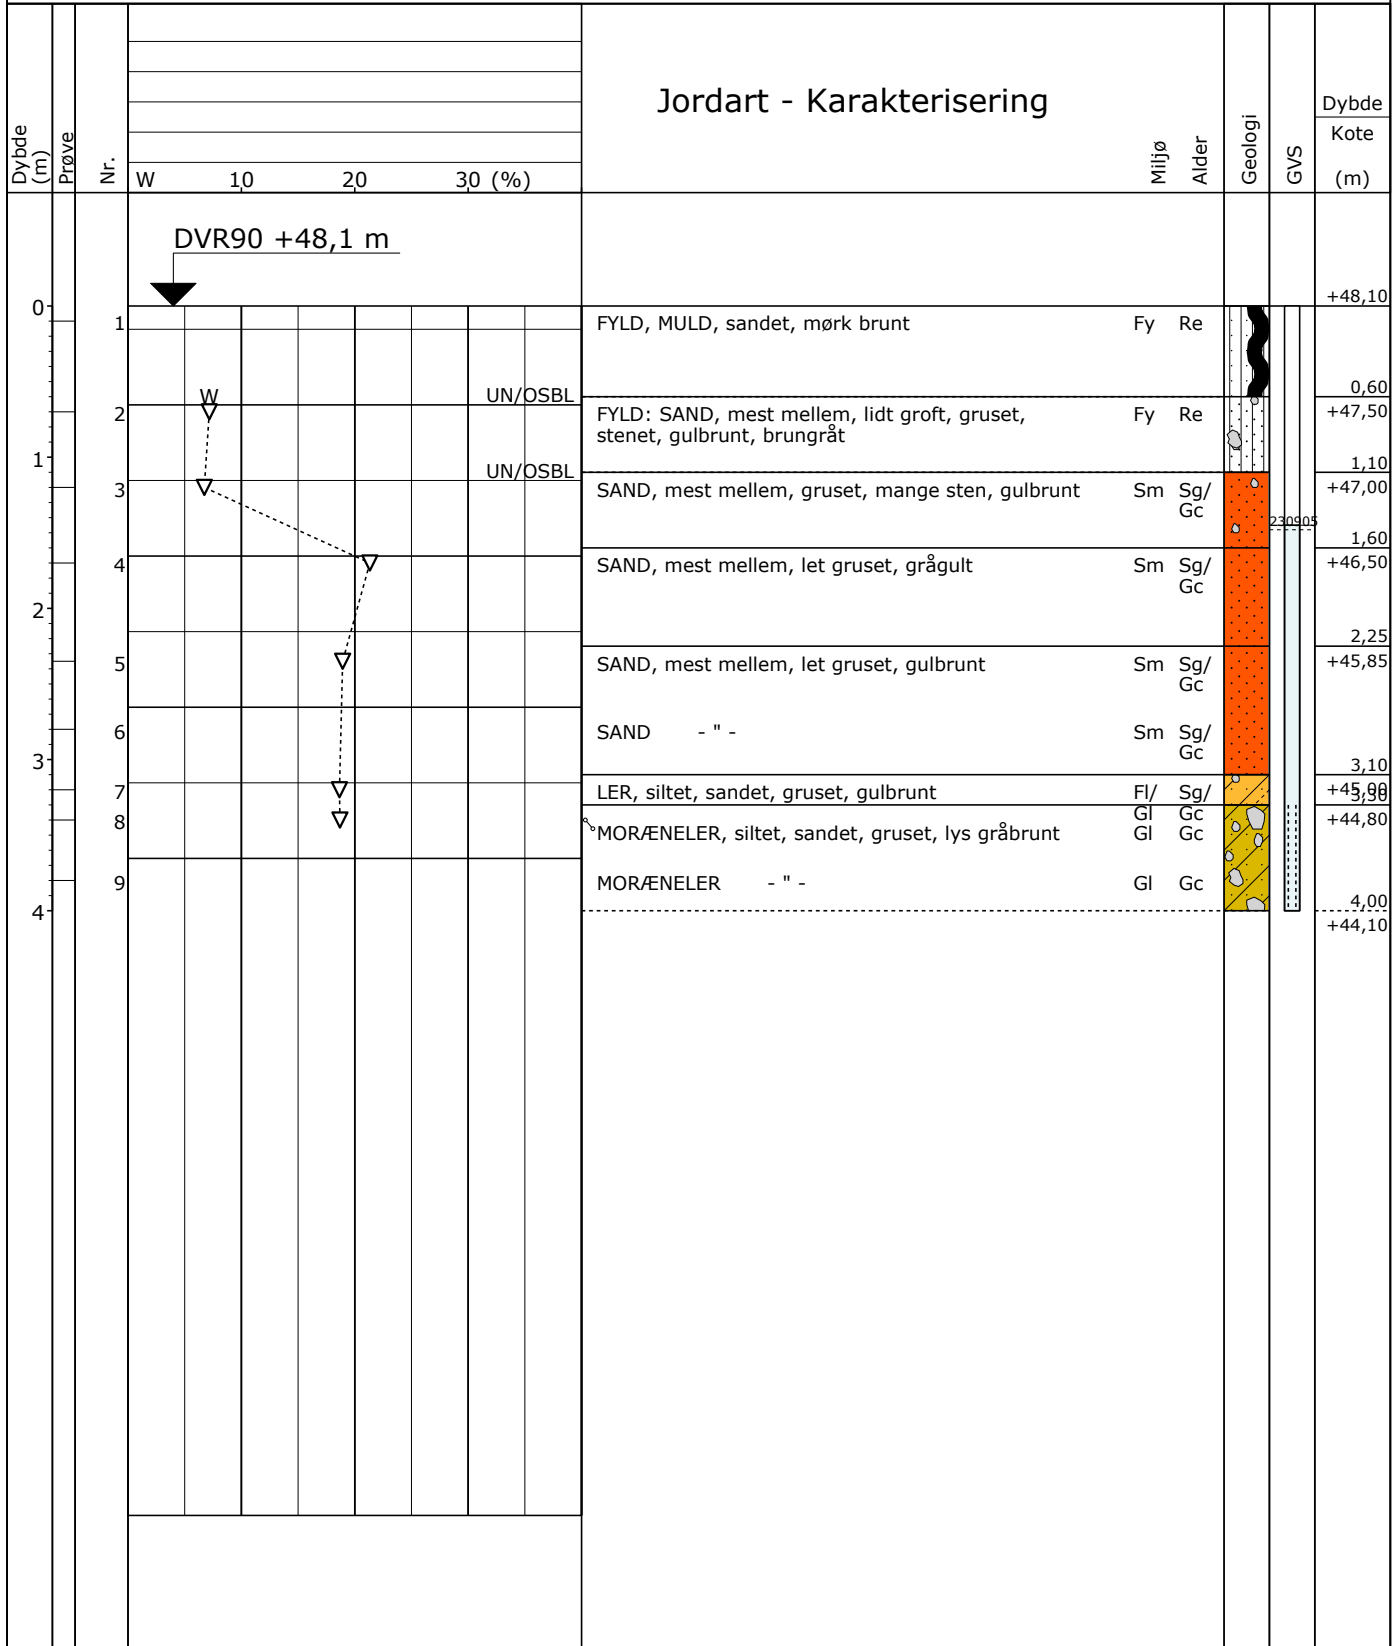 Jordart - Karakterisering
Dybde
(m)
Prøve
Nr.
W 10 20 30 (%)
Miljø
Alder
Geologi
GVS
Dybde
Kote
(m)
DVR90 +48,1 m
0
+48,10
1 FYLD, MULD, sandet, mørk brunt Fy Re
W UN/OSBL 0,60
2 FYLD: SAND, mest mellem, lidt groft, gruset, Fy Re +47,50
stenet, gulbrunt, brungråt
1 UN/OSBL 1,10
3 SAND, mest mellem, gruset, mange sten, gulbrunt Sm Sg/ +47,00
Gc
230905
1,60
4 SAND, mest mellem, let gruset, grågult Sm Sg/ +46,50
Gc
2
2,25
5 SAND, mest mellem, let gruset, gulbrunt Sm Sg/ +45,85
Gc
6 SAND - " - Sm Sg/
Gc
3 3,10
7 LER, siltet, sandet, gruset, gulbrunt Fl/ Sg/ +45,00
3,30
Gl Gc
8 +44,80
MORÆNELER, siltet, sandet, gruset, lys gråbrunt Gl Gc
9 MORÆNELER - " - Gl Gc
4 4,00
+44,10